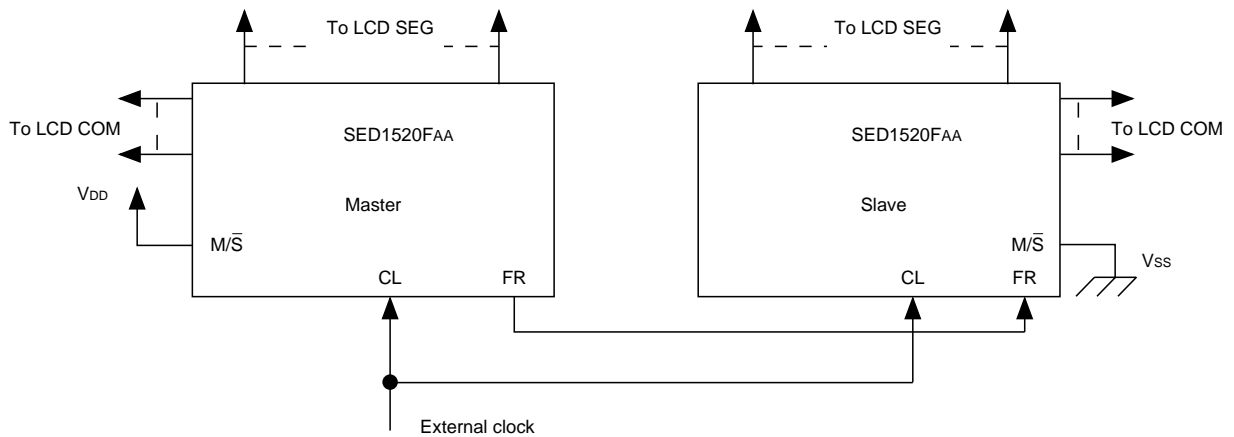 To LCD SEG
To LCD SEG
To LCD COM
SED1520FAA
SED1520FAA
To LCD COM
VDD
Master
Slave
M/S̅
M/S̅
VSS
CL
FR
CL
FR
External clock